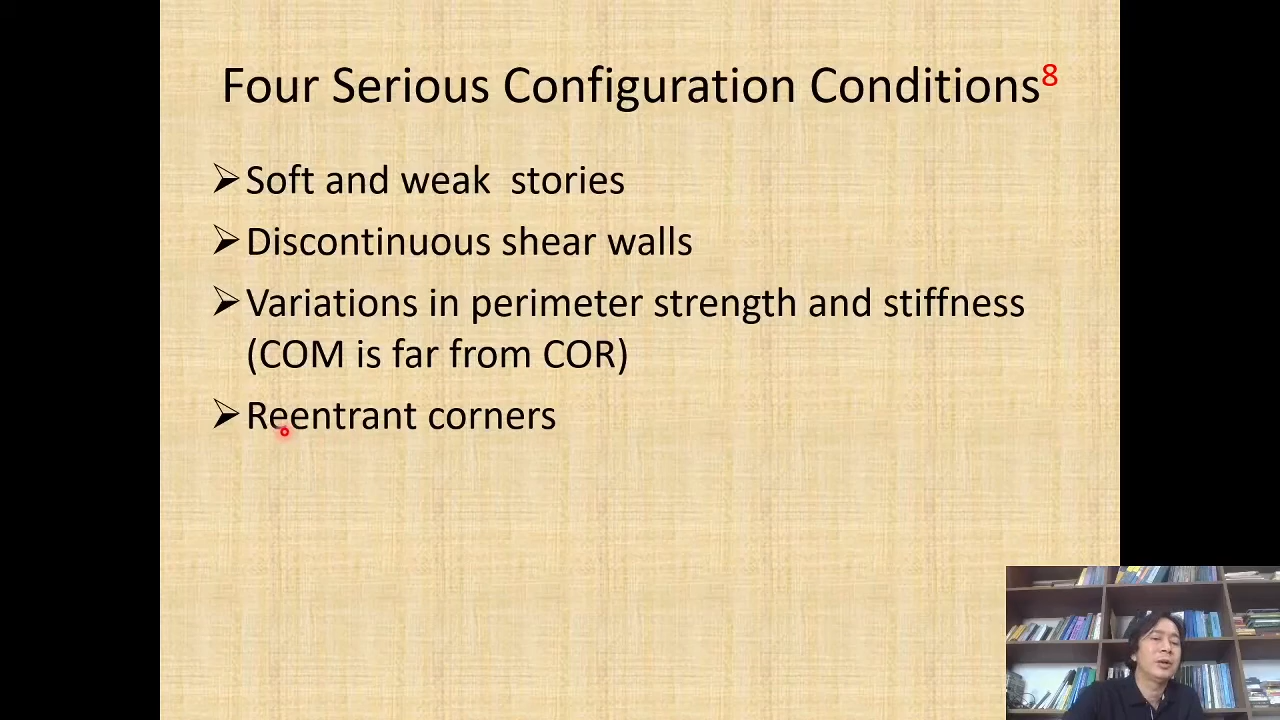 Four Serious Configuration Conditions8
➢Soft and weak  stories
➢Discontinuous shear walls
➢Variations in perimeter strength and stiffness
(COM is far from COR)
➢Reentrant corners